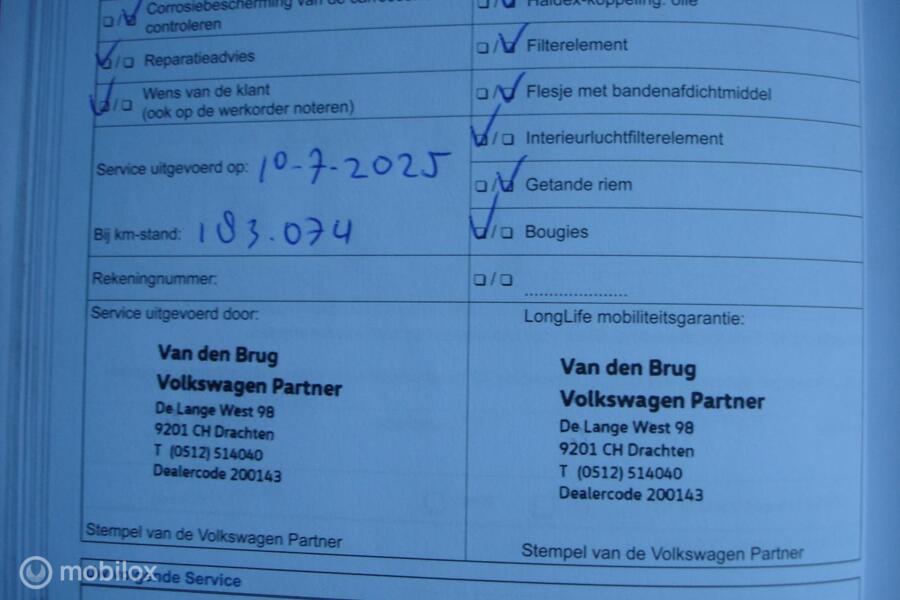 Corrosiebescherming van de
controleren
Reparatieadvies
Wens van de klant
(ook op de werkorder noteren)
Service uitgevoerd op: 10-7-2025
Bij km-stand: 183.074
Rekeningnummer:
Service uitgevoerd door:
Van den Brug
Volkswagen Partner
De Lange West 98
9201 CH Drachten
T (0512) 514040
Dealercode 200143
Stempel van de Volkswagen Partner
Haldex-koppeling: olie
Filterelement
Flesje met bandenafdichtmiddel
Interieurluchtfilterelement
Getande riem
Bougies
LongLife mobiliteitsgarantie:
Van den Brug
Volkswagen Partner
De Lange West 98
9201 CH Drachten
T (0512) 514040
Dealercode 200143
Stempel van de Volkswagen Partner
Service
mobilox